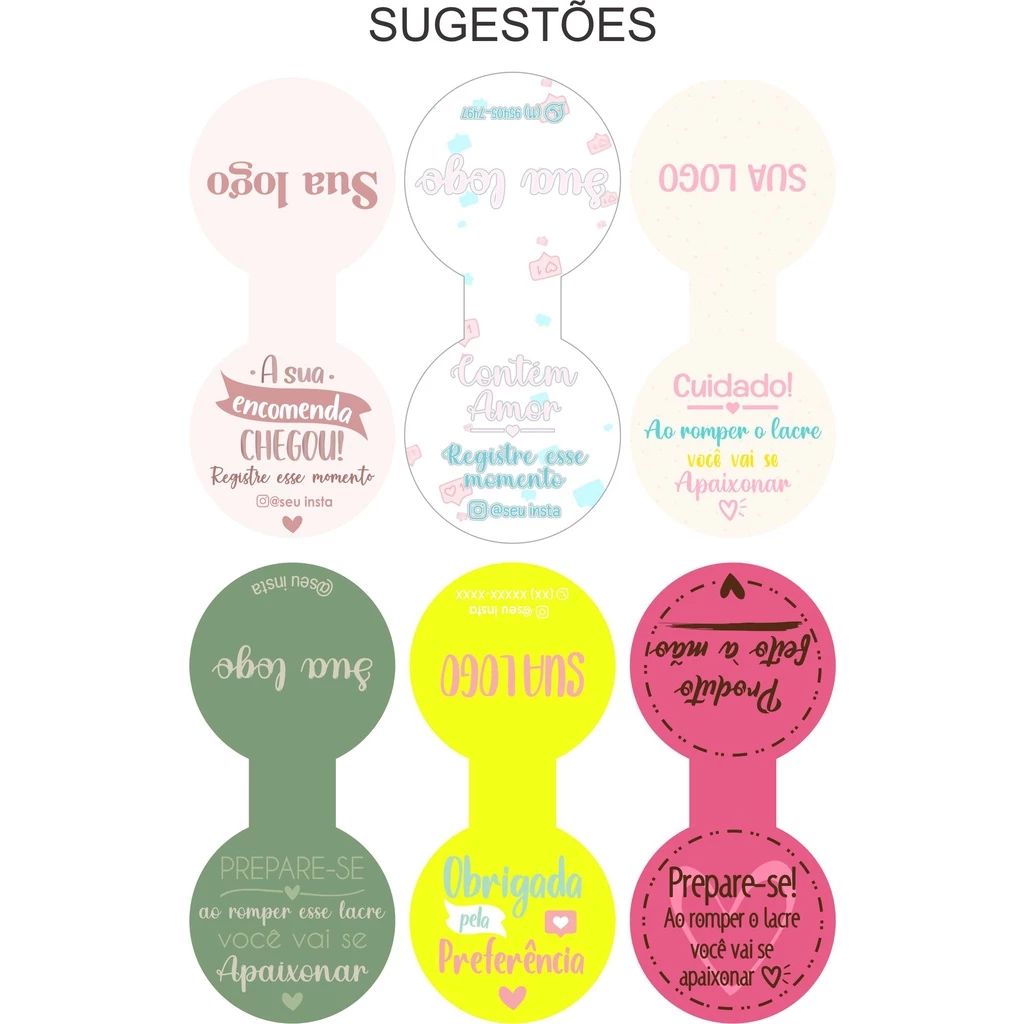 SUGESTÕES
Sua logo
· A sua ·
encomenda
CHEGOU!
Registre esse momento
@seu insta
(11) 95405-7497
Sua logo
Contém
Amor
Registre esse
momento
@seu insta
SUA LOGO
Cuidado!
Ao romper o lacre
você vai se
Apaixonar
@seu insta
Sua logo
PREPARE-SE
ao romper esse lacre
você vai se
Apaixonar
@seu insta
(XX) XXXXX-XXXX
SUA LOGO
Obrigada
pela
Preferência
Produto
feito à mão!
Prepare-se!
Ao romper o lacre
você vai se
apaixonar